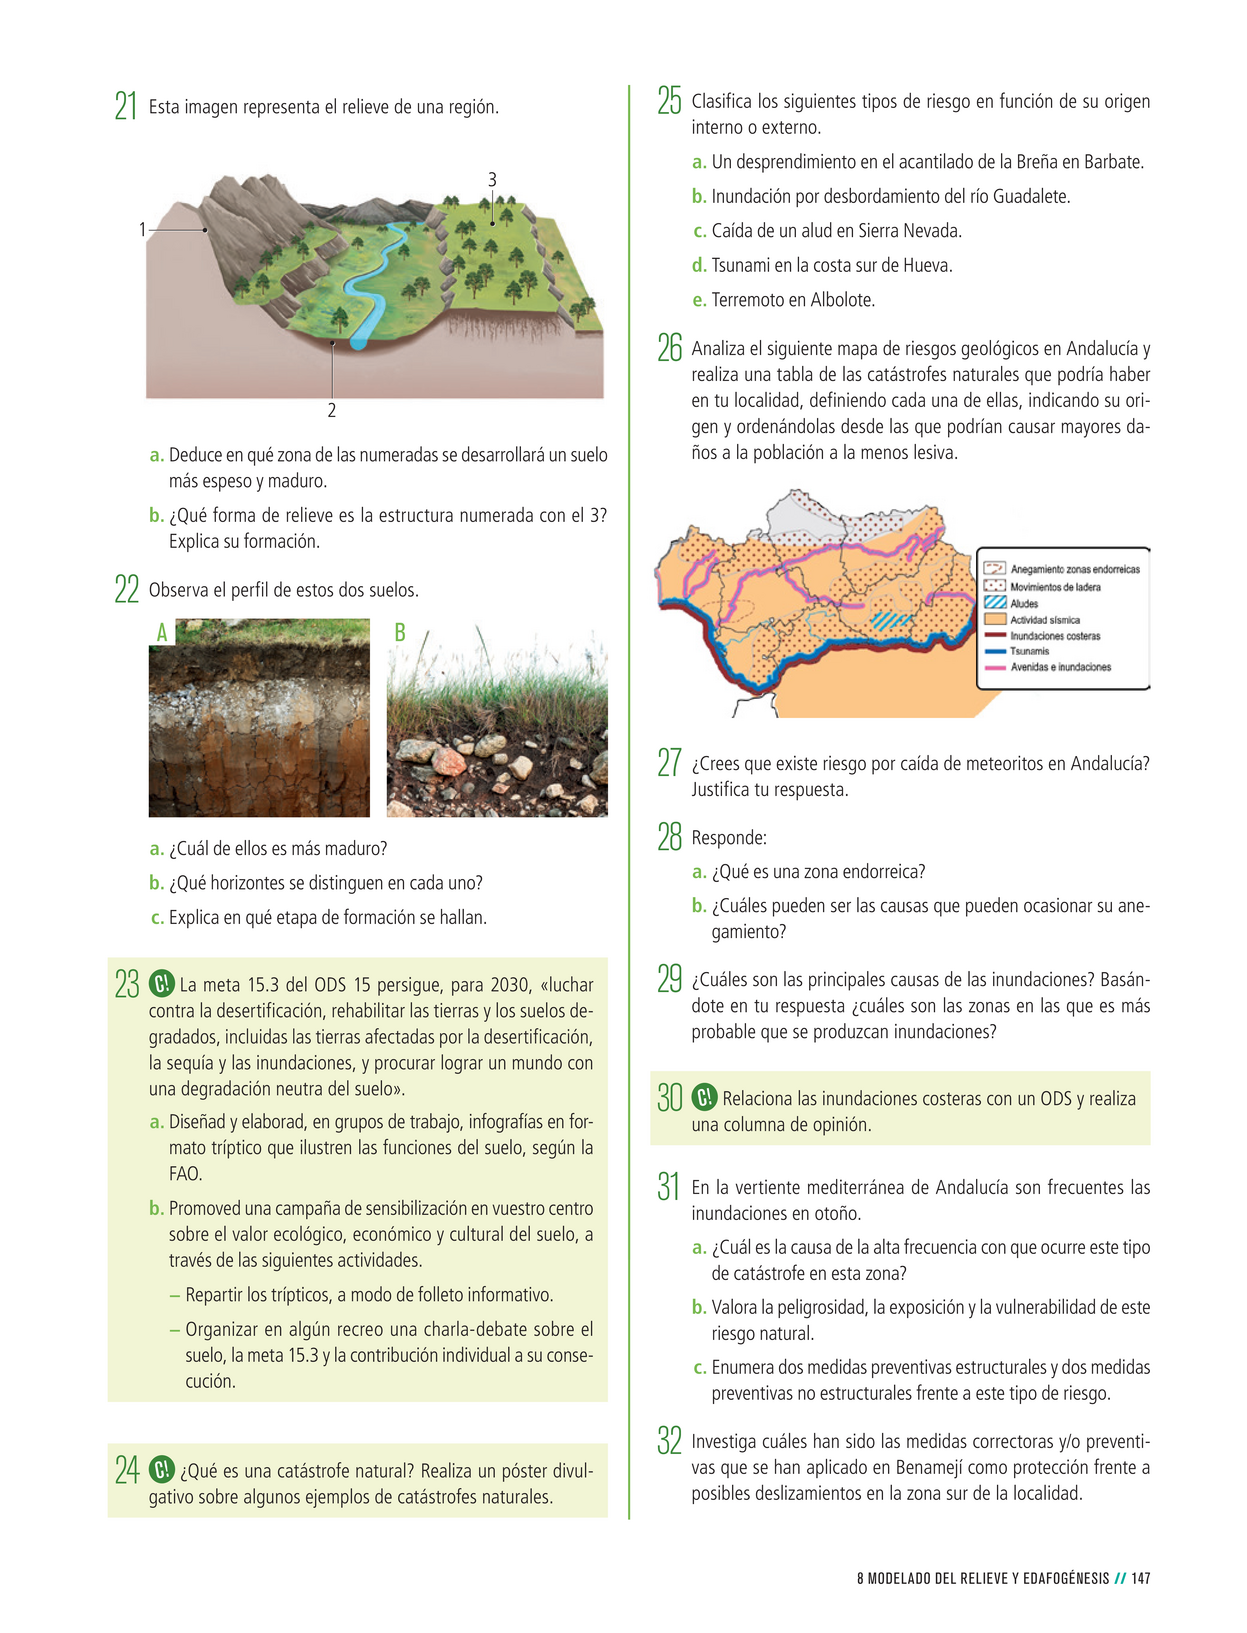 21 Esta imagen representa el relieve de una región.
1
3
2
a. Deduce en qué zona de las numeradas se desarrollará un suelo
más espeso y maduro.
b. ¿Qué forma de relieve es la estructura numerada con el 3?
Explica su formación.
22 Observa el perfil de estos dos suelos.
A
B
a. ¿Cuál de ellos es más maduro?
b. ¿Qué horizontes se distinguen en cada uno?
c. Explica en qué etapa de formación se hallan.
23 C! La meta 15.3 del ODS 15 persigue, para 2030, «luchar
contra la desertificación, rehabilitar las tierras y los suelos de-
gradados, incluidas las tierras afectadas por la desertificación,
la sequía y las inundaciones, y procurar lograr un mundo con
una degradación neutra del suelo».
a. Diseñad y elaborad, en grupos de trabajo, infografías en for-
mato tríptico que ilustren las funciones del suelo, según la
FAO.
b. Promoved una campaña de sensibilización en vuestro centro
sobre el valor ecológico, económico y cultural del suelo, a
través de las siguientes actividades.
– Repartir los trípticos, a modo de folleto informativo.
– Organizar en algún recreo una charla-debate sobre el
suelo, la meta 15.3 y la contribución individual a su conse-
cución.
24 C! ¿Qué es una catástrofe natural? Realiza un póster divul-
gativo sobre algunos ejemplos de catástrofes naturales.
25 Clasifica los siguientes tipos de riesgo en función de su origen
interno o externo.
a. Un desprendimiento en el acantilado de la Breña en Barbate.
b. Inundación por desbordamiento del río Guadalete.
c. Caída de un alud en Sierra Nevada.
d. Tsunami en la costa sur de Hueva.
e. Terremoto en Albolote.
26 Analiza el siguiente mapa de riesgos geológicos en Andalucía y
realiza una tabla de las catástrofes naturales que podría haber
en tu localidad, definiendo cada una de ellas, indicando su ori-
gen y ordenándolas desde las que podrían causar mayores da-
ños a la población a la menos lesiva.
Anegamiento zonas endorreicas
Movimientos de ladera
Aludes
Actividad sísmica
Inundaciones costeras
Tsunamis
Avenidas e inundaciones
27 ¿Crees que existe riesgo por caída de meteoritos en Andalucía?
Justifica tu respuesta.
28 Responde:
a. ¿Qué es una zona endorreica?
b. ¿Cuáles pueden ser las causas que pueden ocasionar su ane-
gamiento?
29 ¿Cuáles son las principales causas de las inundaciones? Basán-
dote en tu respuesta ¿cuáles son las zonas en las que es más
probable que se produzcan inundaciones?
30 C! Relaciona las inundaciones costeras con un ODS y realiza
una columna de opinión.
31 En la vertiente mediterránea de Andalucía son frecuentes las
inundaciones en otoño.
a. ¿Cuál es la causa de la alta frecuencia con que ocurre este tipo
de catástrofe en esta zona?
b. Valora la peligrosidad, la exposición y la vulnerabilidad de este
riesgo natural.
c. Enumera dos medidas preventivas estructurales y dos medidas
preventivas no estructurales frente a este tipo de riesgo.
32 Investiga cuáles han sido las medidas correctoras y/o preventi-
vas que se han aplicado en Benamejí como protección frente a
posibles deslizamientos en la zona sur de la localidad.
8 MODELADO DEL RELIEVE Y EDAFOGÉNESIS // 147